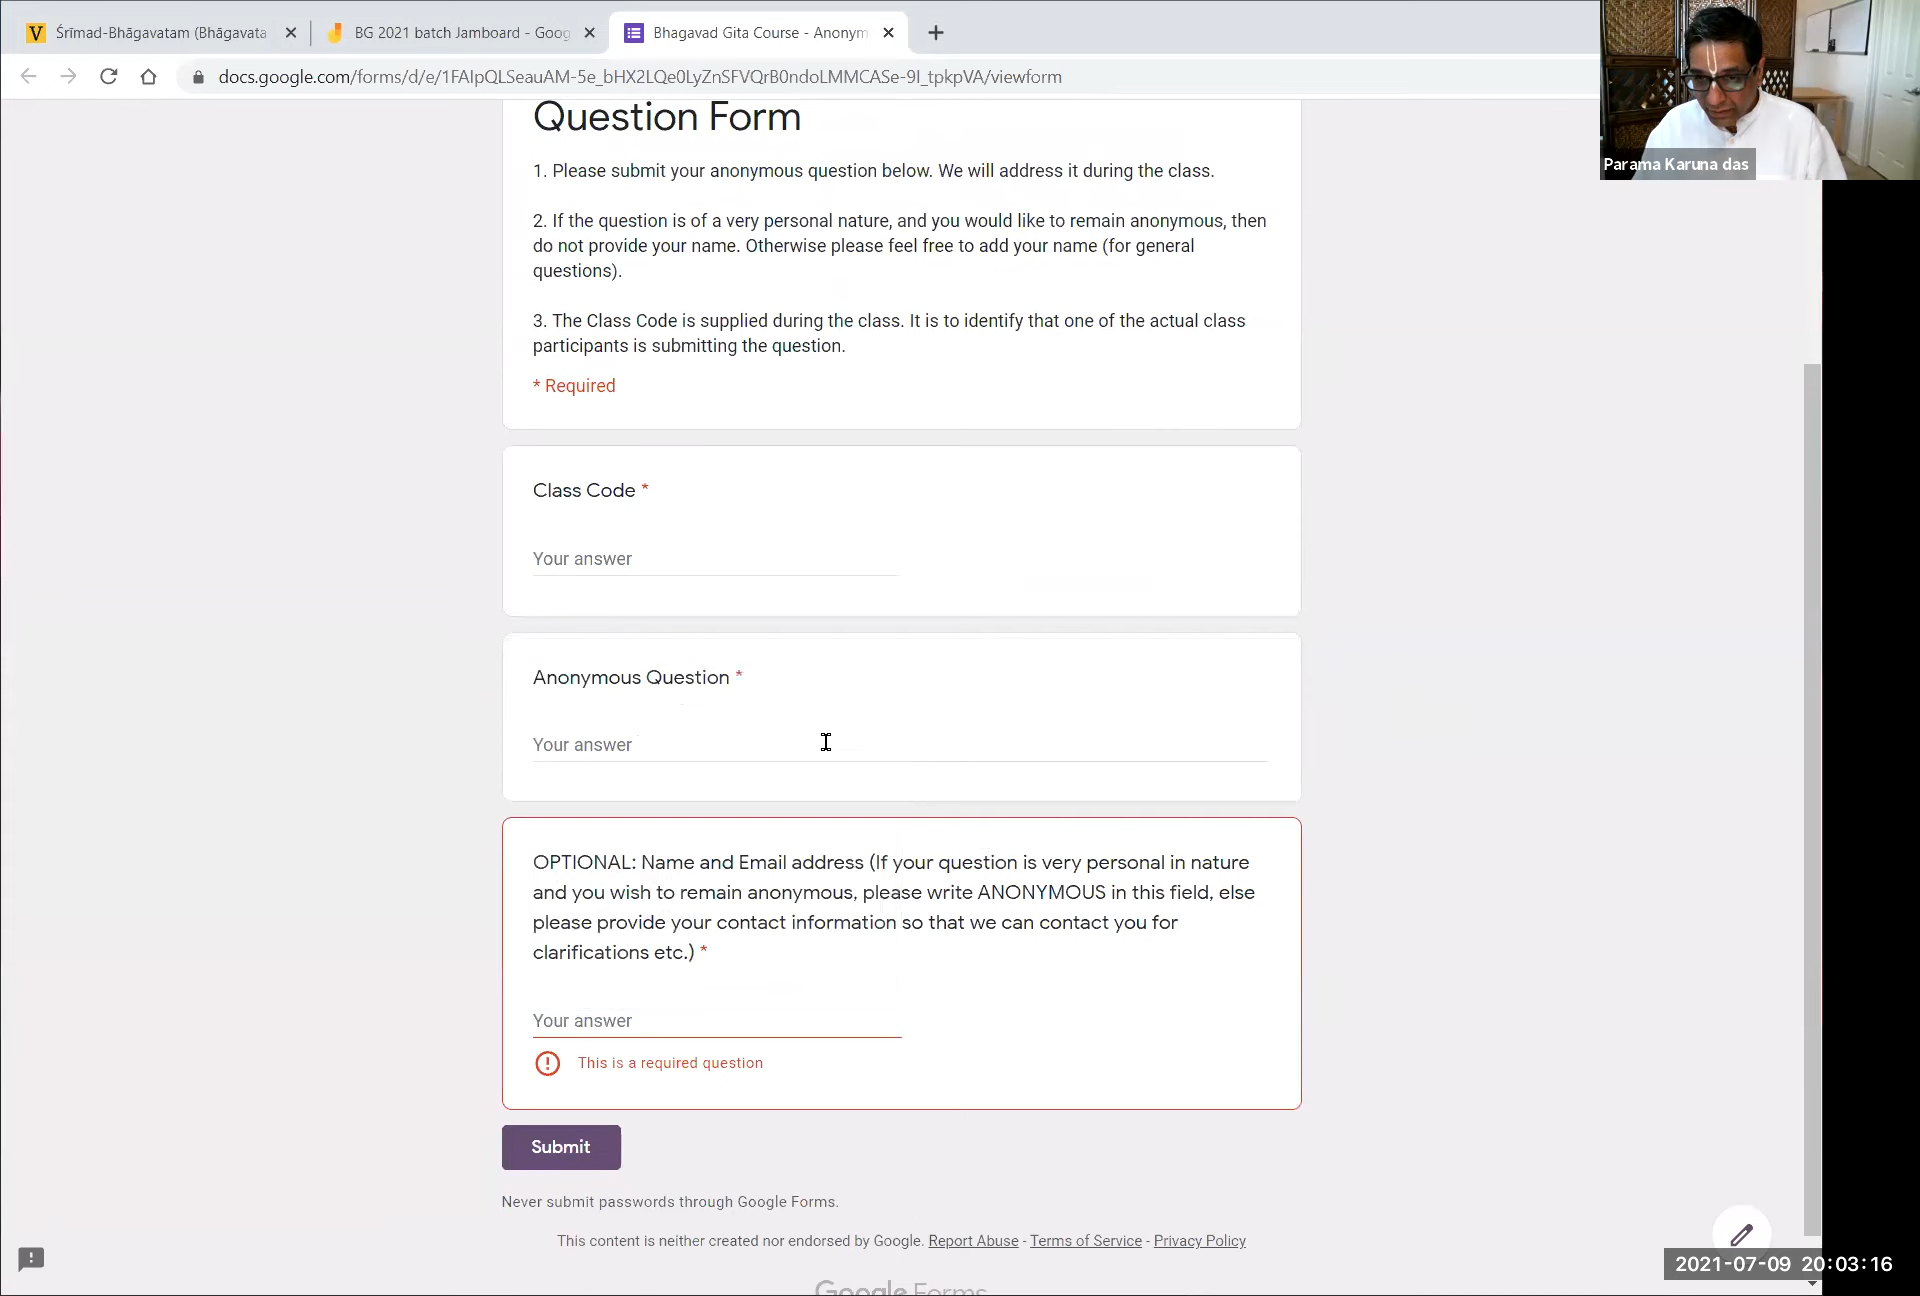 Śrīmad-Bhāgavatam (Bhāgavata
BG 2021 batch Jamboard - Goog
Bhagavad Gita Course - Anonym
docs.google.com/forms/d/e/1FAIpQLSeauAM-5e_bHX2LQe0LyZnSFVQrB0ndoLMMCASe-9I_tpkpVA/viewform
Parama Karuna das
Question Form
1. Please submit your anonymous question below. We will address it during the class.
2. If the question is of a very personal nature, and you would like to remain anonymous, then
do not provide your name. Otherwise please feel free to add your name (for general
questions).
3. The Class Code is supplied during the class. It is to identify that one of the actual class
participants is submitting the question.
* Required
Class Code *
Your answer
Anonymous Question *
Your answer
OPTIONAL: Name and Email address (If your question is very personal in nature
and you wish to remain anonymous, please write ANONYMOUS in this field, else
please provide your contact information so that we can contact you for
clarifications etc.) *
Your answer
This is a required question
Submit
Never submit passwords through Google Forms.
This content is neither created nor endorsed by Google. Report Abuse - Terms of Service - Privacy Policy
2021-07-09 20:03:16
Google Forms